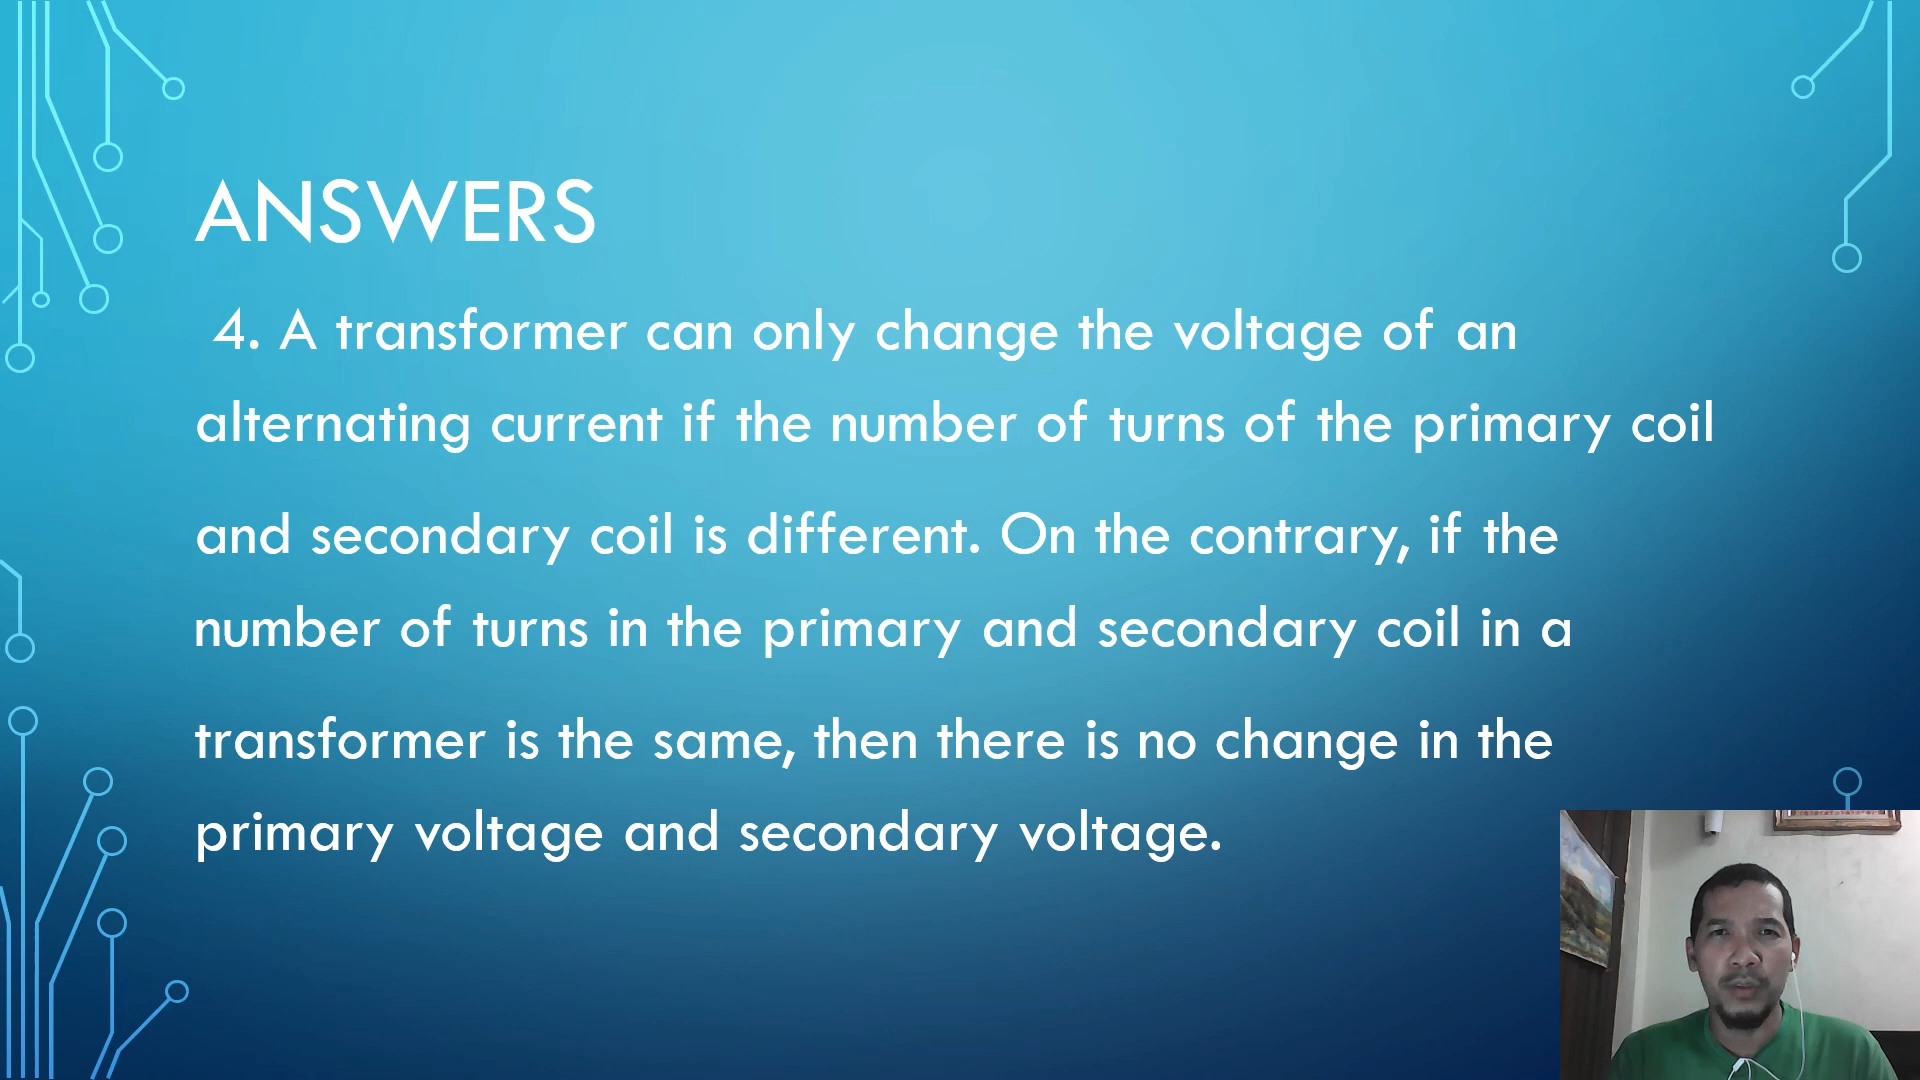 ANSWERS
4. A transformer can only change the voltage of an
alternating current if the number of turns of the primary coil
and secondary coil is different. On the contrary, if the
number of turns in the primary and secondary coil in a
transformer is the same, then there is no change in the
primary voltage and secondary voltage.